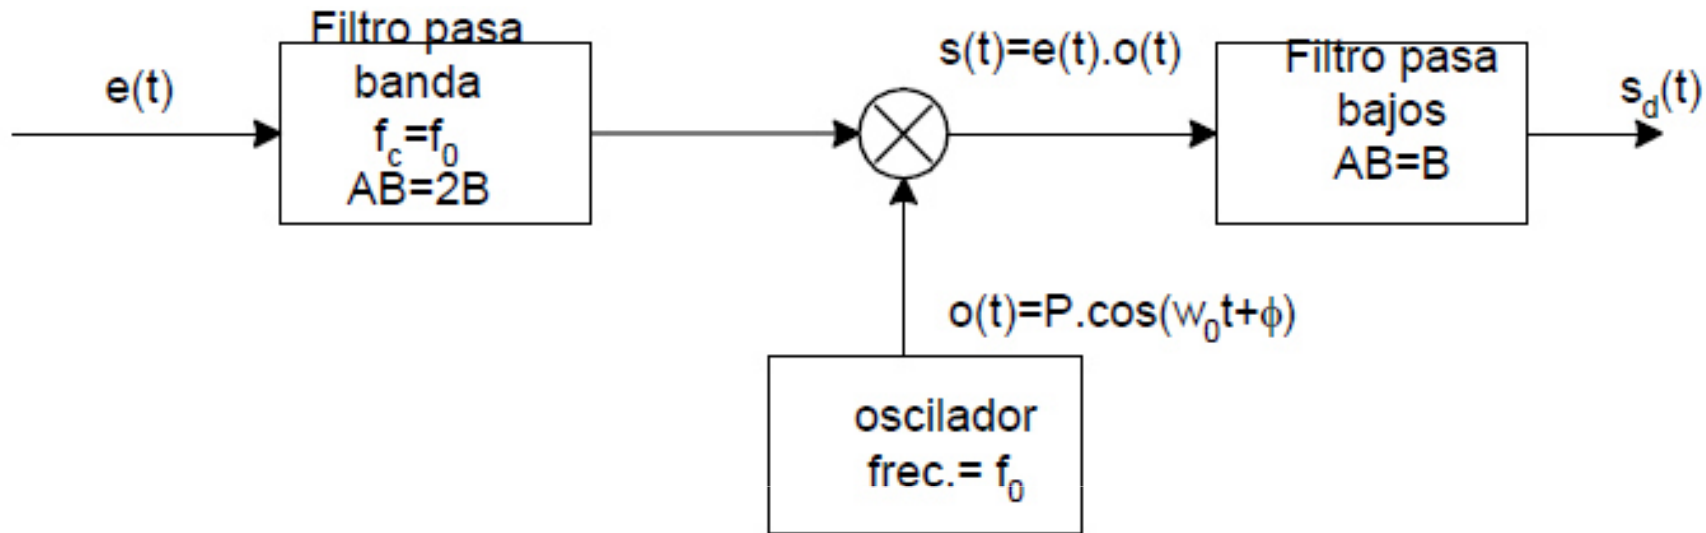 e(t)
Filtro pasa
banda
f_c=f_0
AB=2B
s(t)=e(t).o(t)
Filtro pasa
bajos
AB=B
s_d(t)
o(t)=P.cos(w_0t+ϕ)
oscilador
frec.= f_0